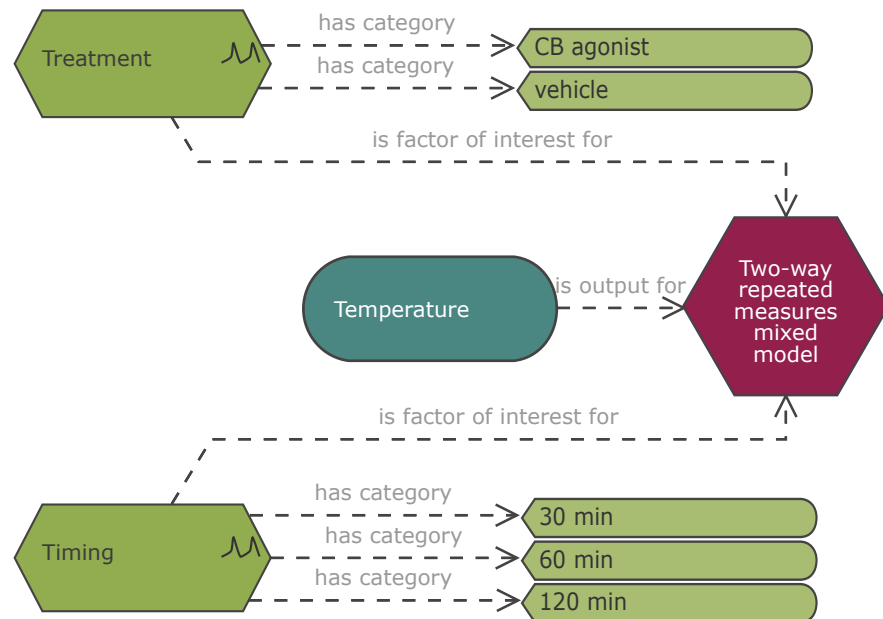 has category
CB agonist
Treatment
has category
vehicle
is factor of interest for
Two-way
repeated
measures
mixed
model
is output for
Temperature
is factor of interest for
has category
30 min
has category
Timing
60 min
has category
120 min